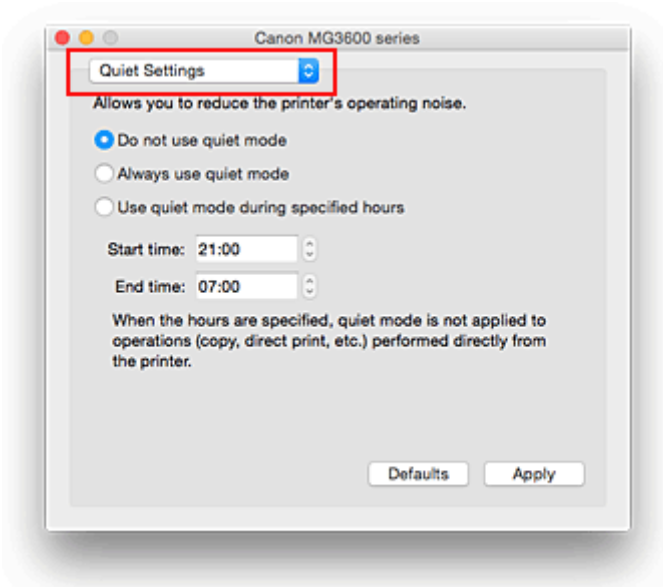 Canon MG3600 series
Quiet Settings
Allows you to reduce the printer's operating noise.
Do not use quiet mode
Always use quiet mode
Use quiet mode during specified hours
Start time: 21:00
End time: 07:00
When the hours are specified, quiet mode is not applied to
operations (copy, direct print, etc.) performed directly from
the printer.
Defaults Apply